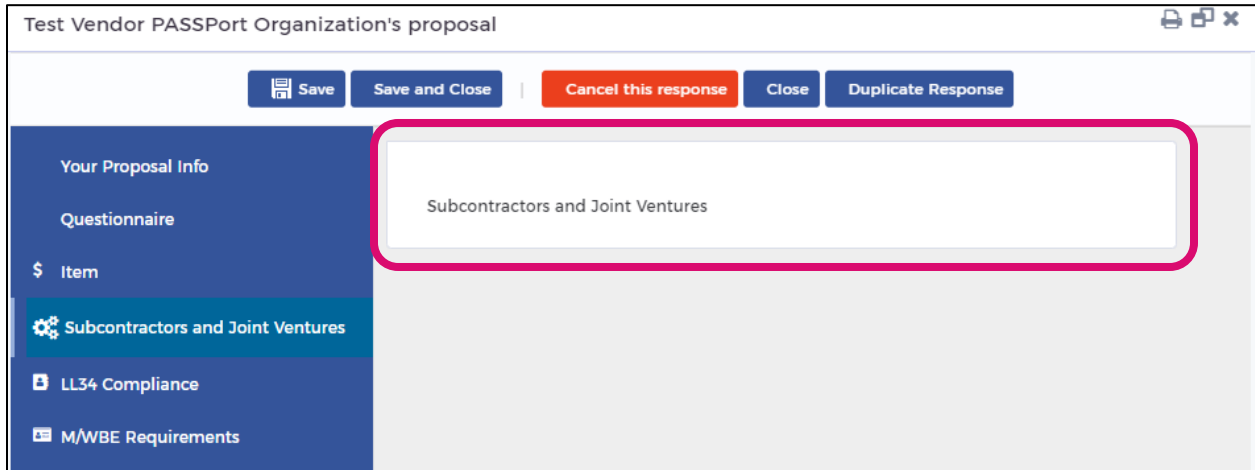 Test Vendor PASSPort Organization's proposal
Save
Save and Close
|
Cancel this response
Close
Duplicate Response
Your Proposal Info
Questionnaire
$ Item
Subcontractors and Joint Ventures
LL34 Compliance
M/WBE Requirements
Subcontractors and Joint Ventures